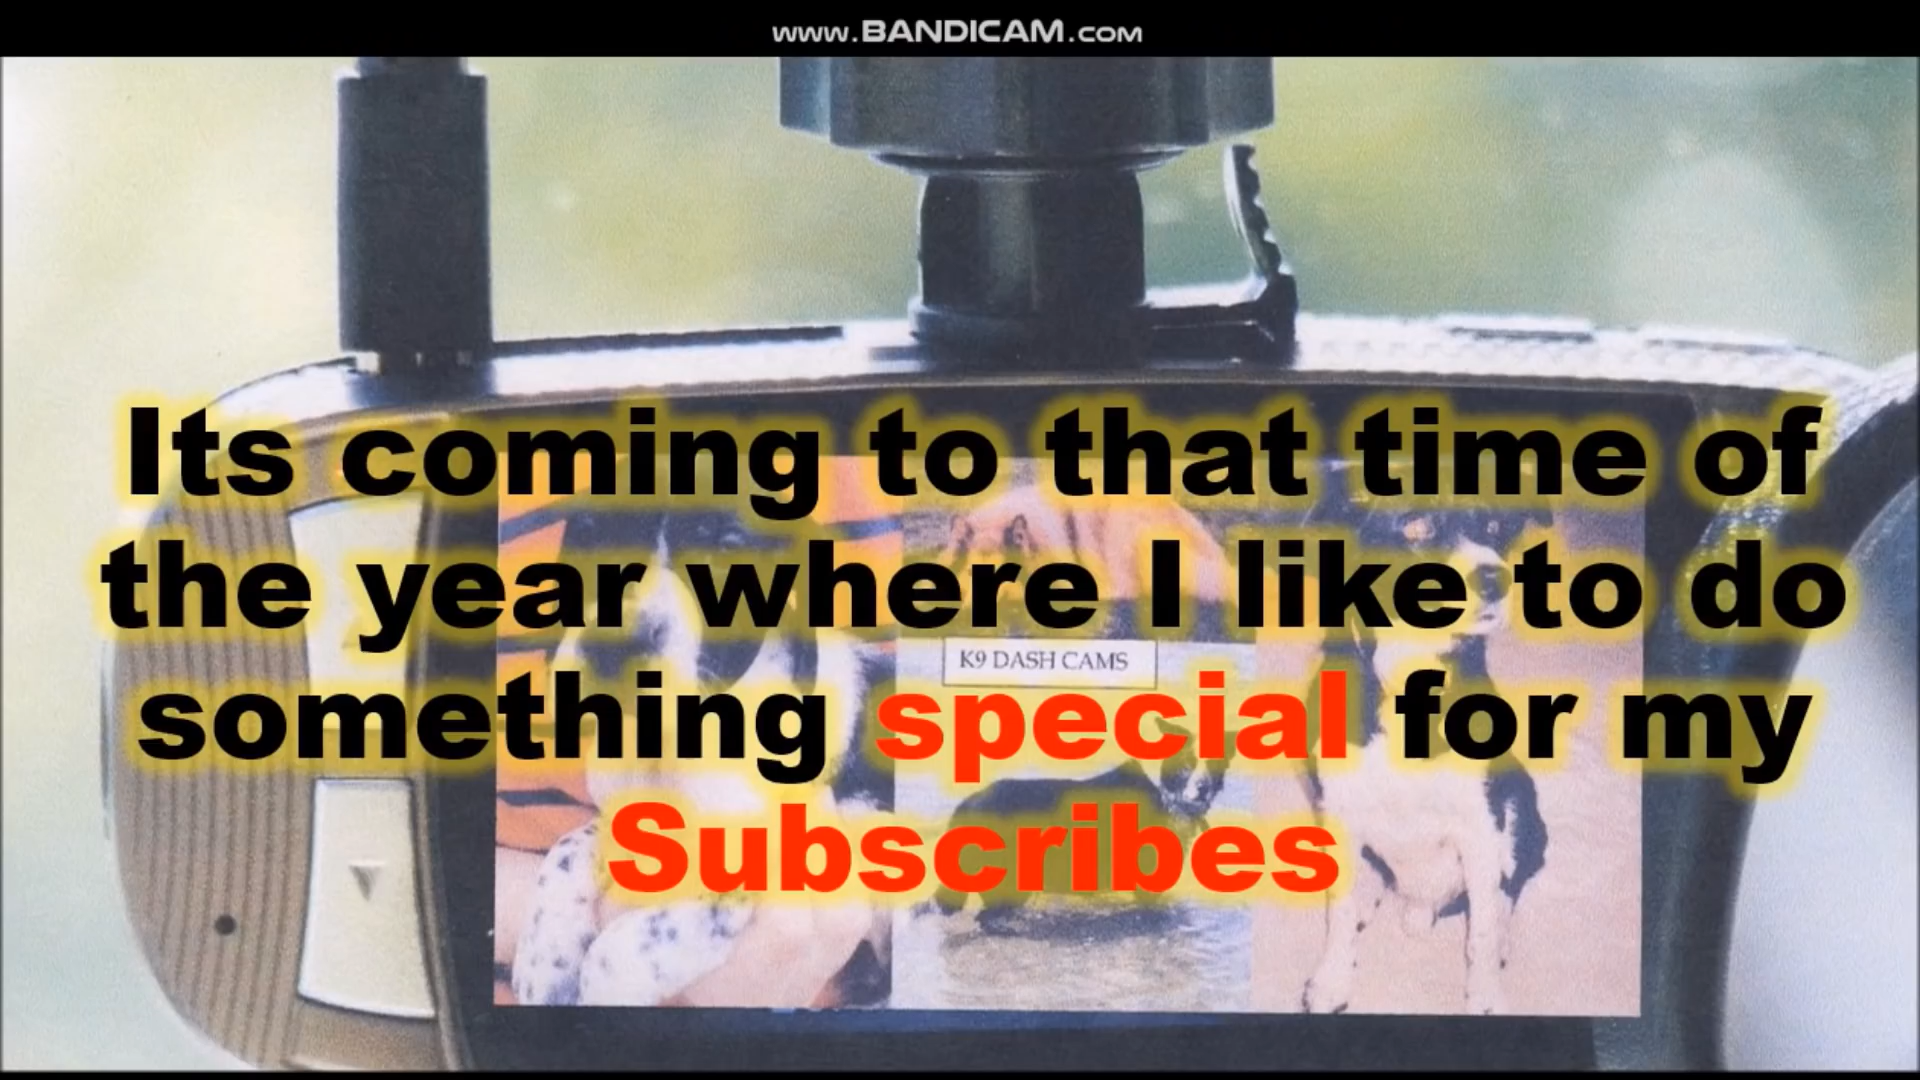 www.BANDICAM.com
Its coming to that time of
the year where I like to do
K9 DASH CAMS
something special for my
Subscribes